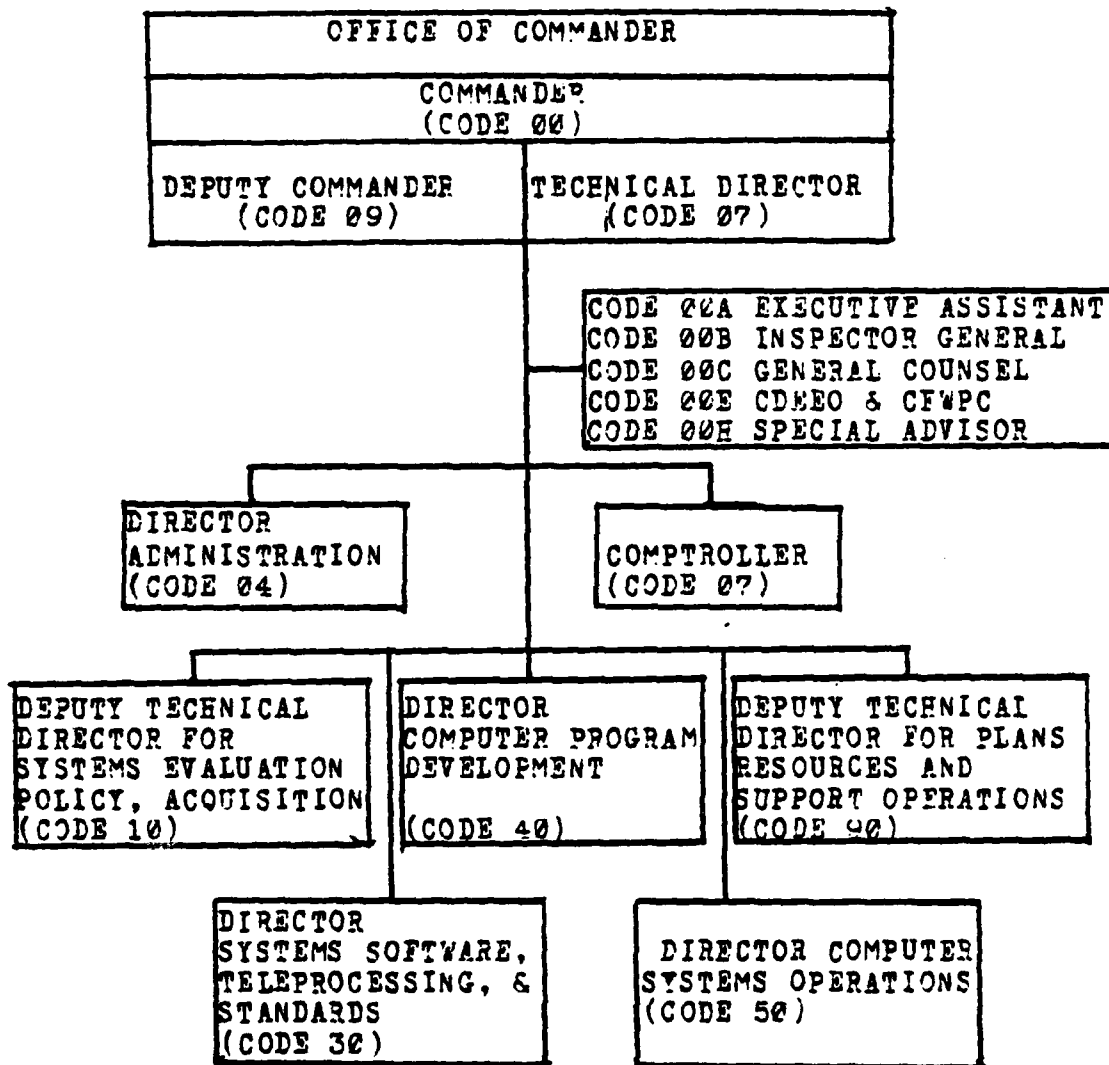 OFFICE OF COMMANDER
COMMANDER
(CODE 00)
DEPUTY COMMANDER
(CODE 09)
TECHNICAL DIRECTOR
(CODE 07)
CODE 00A EXECUTIVE ASSISTANT
CODE 00B INSPECTOR GENERAL
CODE 00C GENERAL COUNSEL
CODE 00E CDEEO & CFWPC
CODE 00H SPECIAL ADVISOR
DIRECTOR
ADMINISTRATION
(CODE 04)
COMPTROLLER
(CODE 07)
DEPUTY TECHNICAL
DIRECTOR FOR
SYSTEMS EVALUATION
POLICY, ACQUISITION
(CODE 10)
DIRECTOR
COMPUTER PROGRAM
DEVELOPMENT
(CODE 40)
DEPUTY TECHNICAL
DIRECTOR FOR PLANS
RESOURCES AND
SUPPORT OPERATIONS
(CODE 90)
DIRECTOR
SYSTEMS SOFTWARE,
TELEPROCESSING, &
STANDARDS
(CODE 30)
DIRECTOR COMPUTER
SYSTEMS OPERATIONS
(CODE 50)